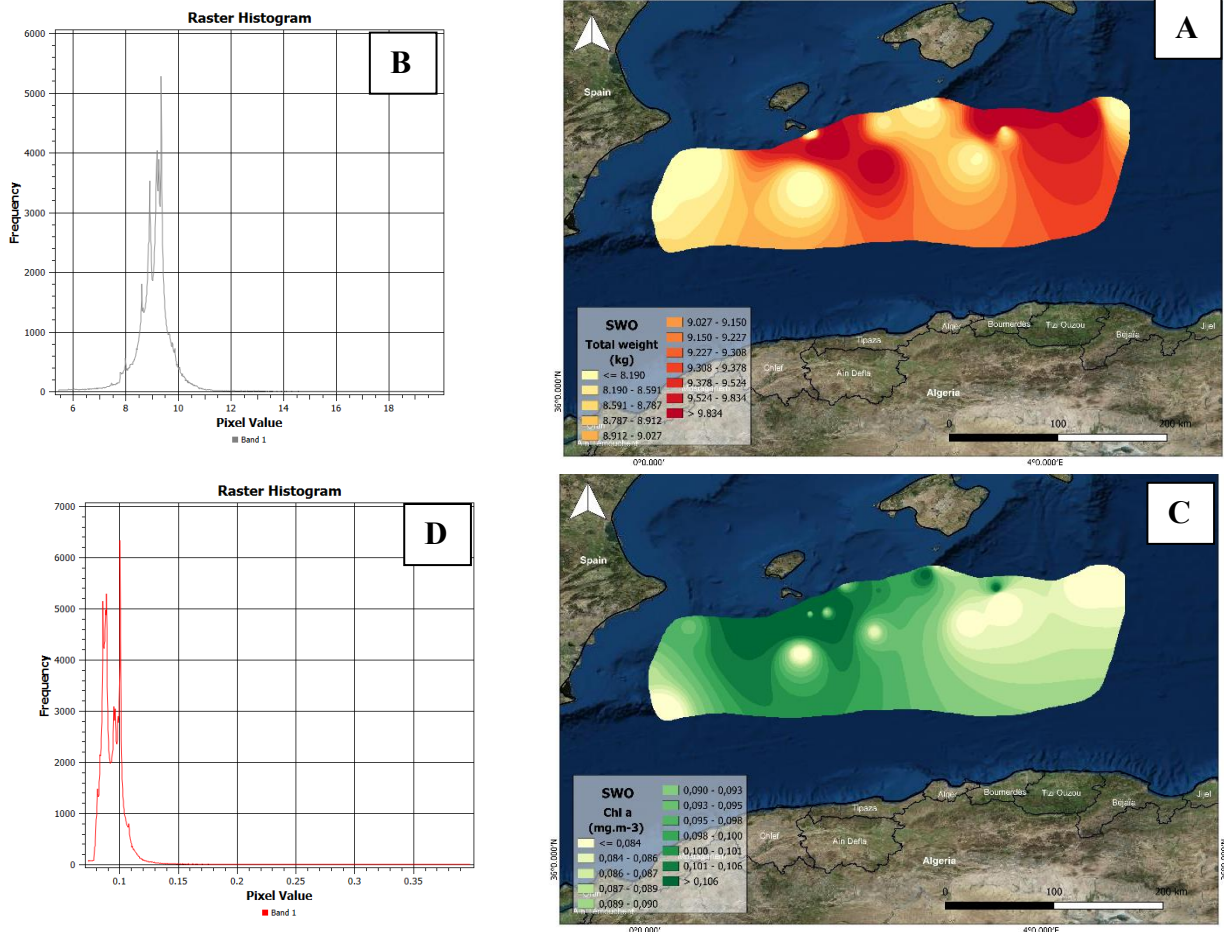 Raster Histogram
B
6000
5000
4000
3000
2000
1000
0
Frequency
6
8
10
12
14
16
18
Pixel Value
Band 1
A
Spain
SWO
Total weight
(kg)
<= 8.190
8.190 - 8.591
8.591 - 8.787
8.787 - 8.912
8.912 - 9.027
9.027 - 9.150
9.150 - 9.227
9.227 - 9.308
9.308 - 9.378
9.378 - 9.524
9.524 - 9.834
> 9.834
Alger
Boumerdes
Tizi Ouzou
Bejaia
Jijel
Tipaza
Chlef
Ain Defla
Algeria
0
100
200 km
36°0.000'N
0°0.000'
4°0.000'E
Raster Histogram
D
7000
6000
5000
4000
3000
2000
1000
0
Frequency
0.1
0.15
0.2
0.25
0.3
0.35
Pixel Value
Band 1
C
Spain
SWO
Chl a
(mg.m-3)
<= 0,084
0,084 - 0,086
0,086 - 0,087
0,087 - 0,089
0,089 - 0,090
0,090 - 0,093
0,093 - 0,095
0,095 - 0,098
0,098 - 0,100
0,100 - 0,101
0,101 - 0,106
> 0,106
Alger
Boumerdes
Tizi Ouzou
Bejaia
Jijel
Tipaza
Chlef
Ain Defla
Algeria
0
100
200 km
36°0.000'N
0°0.000'
4°0.000'E